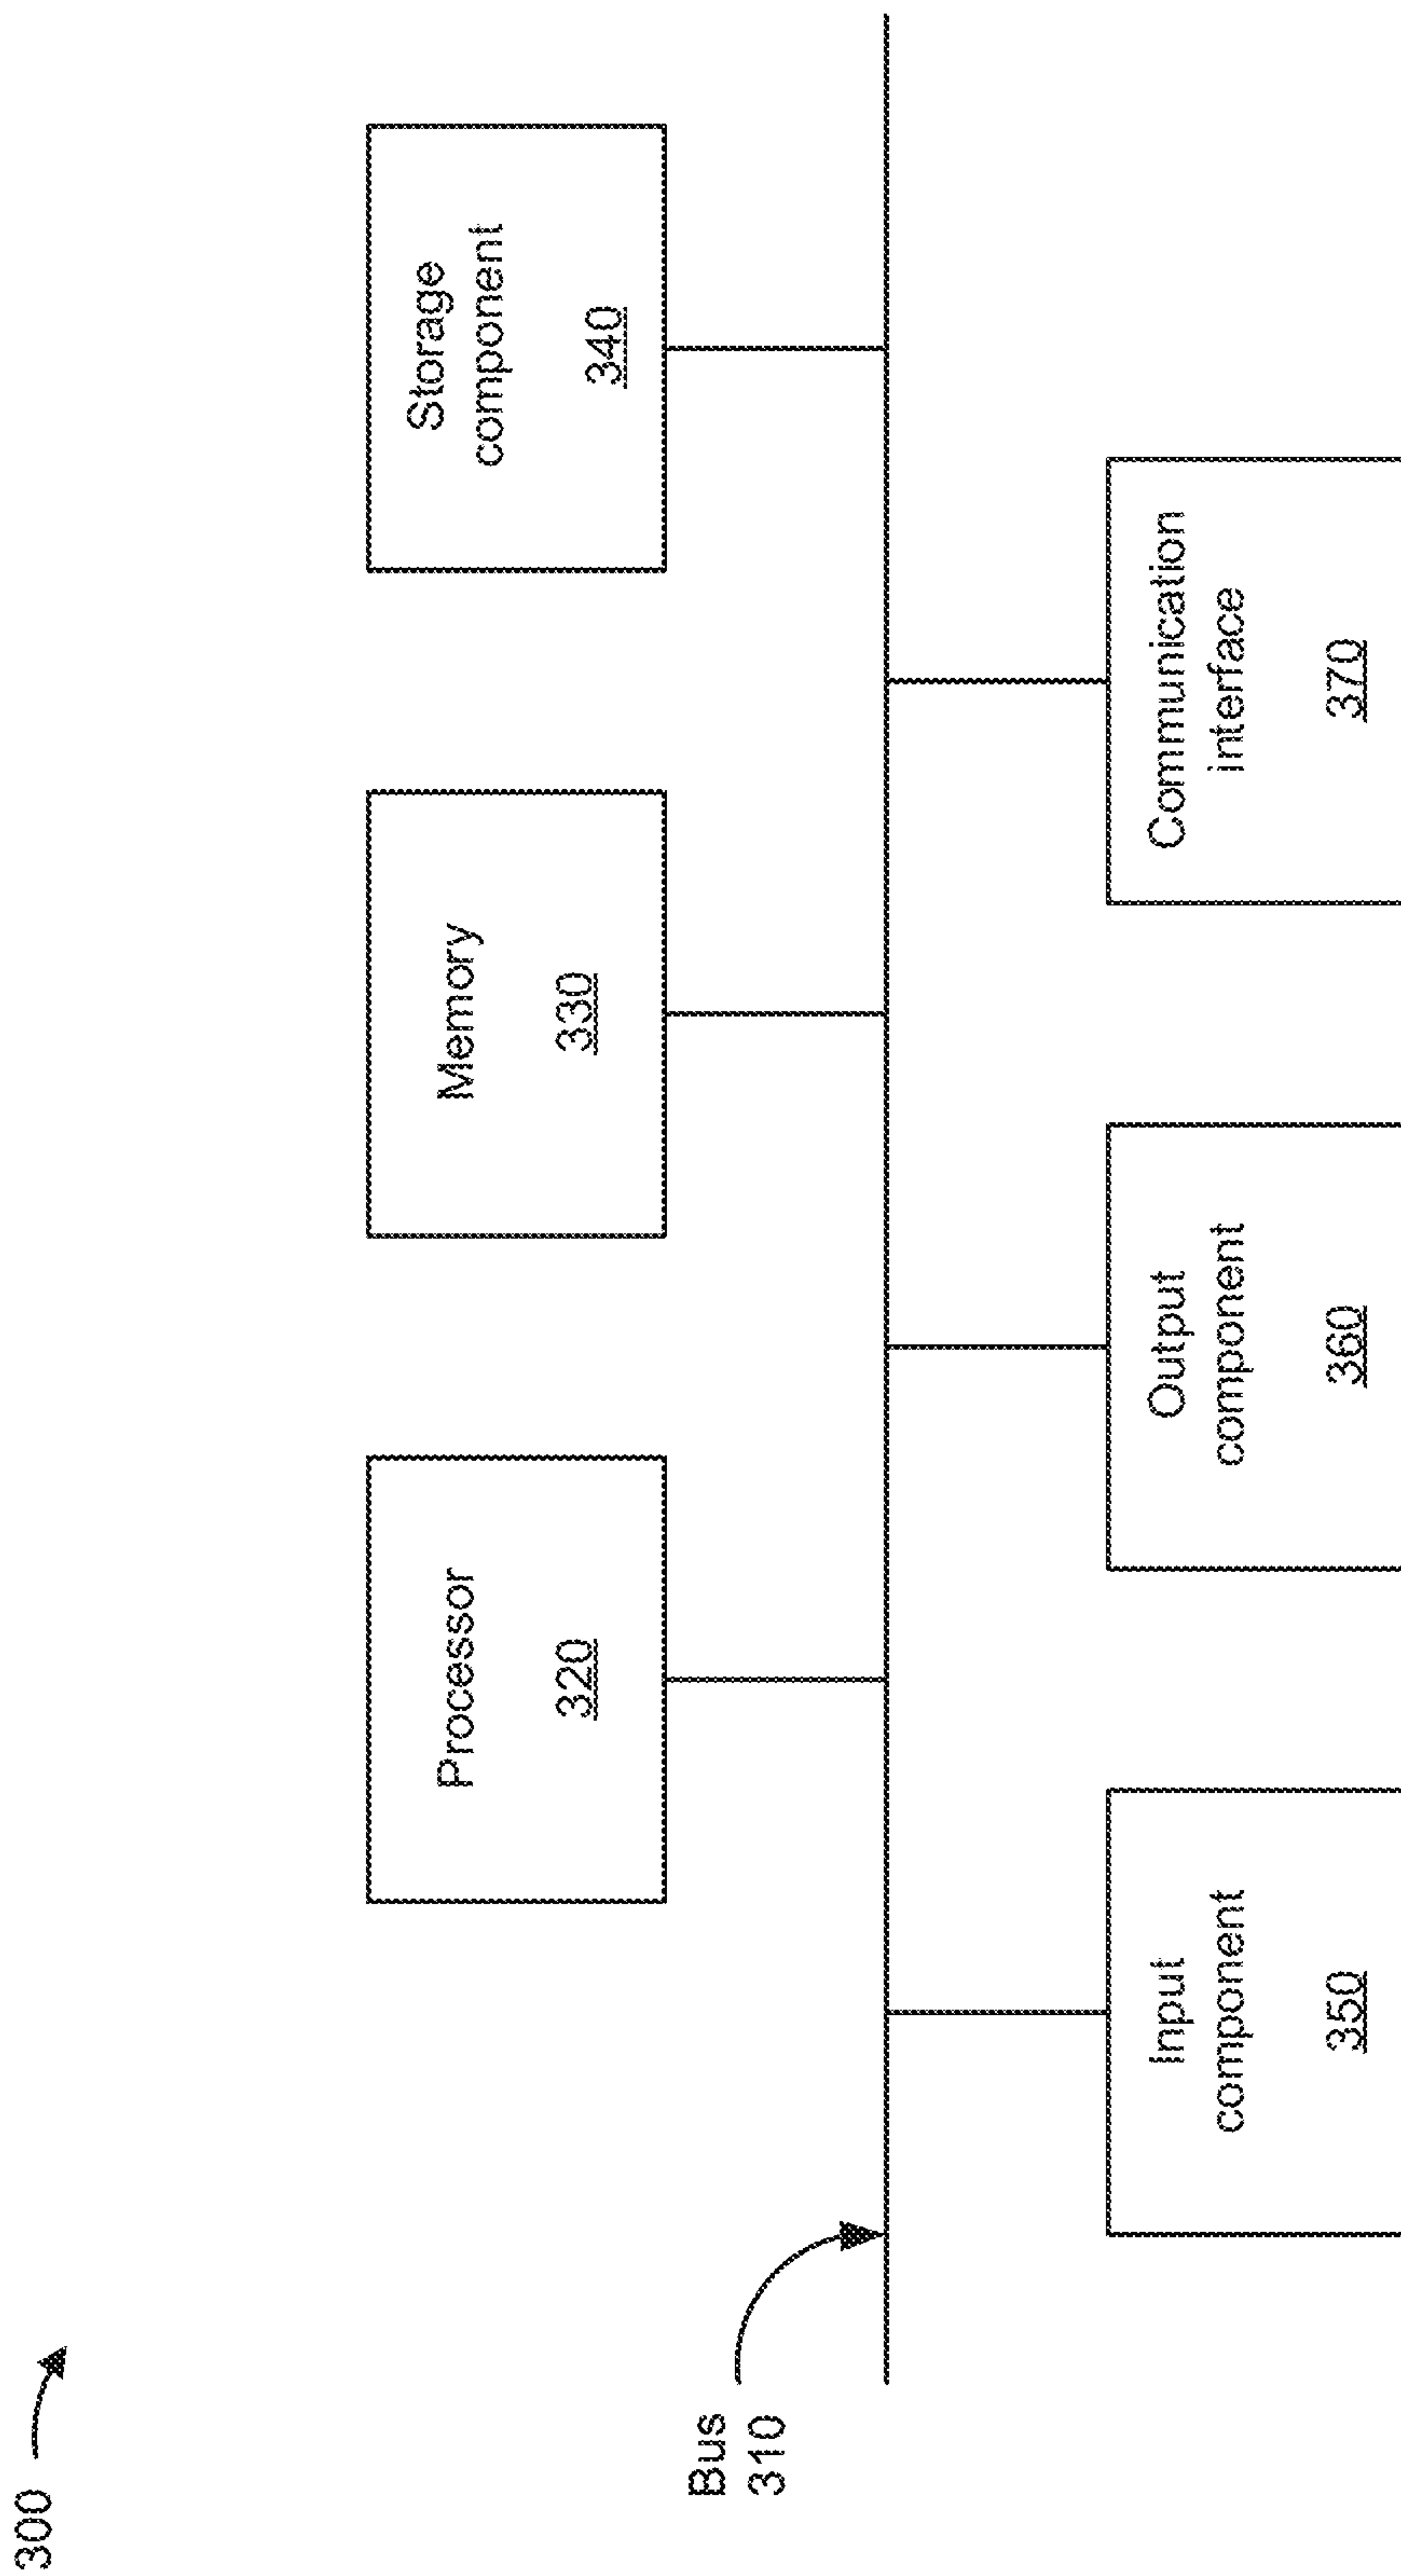 300
Processor
320
Memory
330
Storage
component
340
Bus
310
Input
component
350
Output
component
360
Communication
interface
370